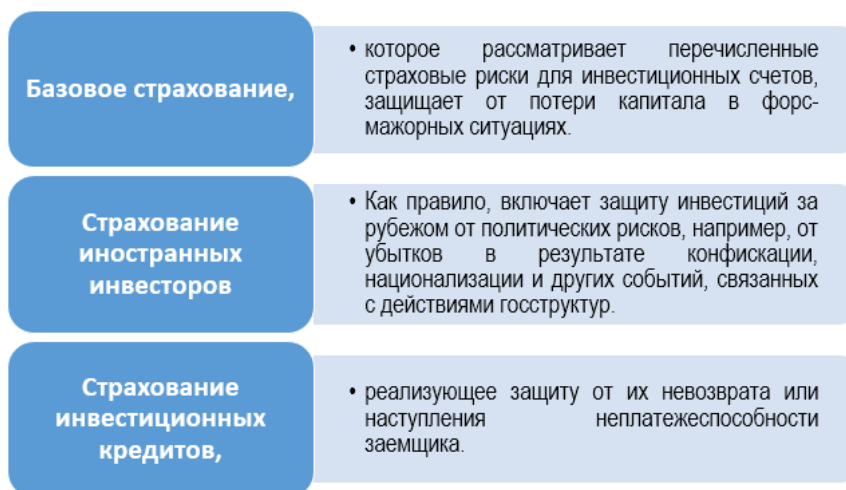 Базовое страхование,
• которое рассматривает перечисленные
страховые риски для инвестиционных счетов,
защищает от потери капитала в форс-
мажорных ситуациях.
Страхование
иностранных
инвесторов
• Как правило, включает защиту инвестиций за
рубежом от политических рисков, например, от
убытков в результате конфискации,
национализации и других событий, связанных
с действиями госструктур.
Страхование
инвестиционных
кредитов,
• реализующее защиту от их невозврата или
наступления неплатежеспособности
заемщика.